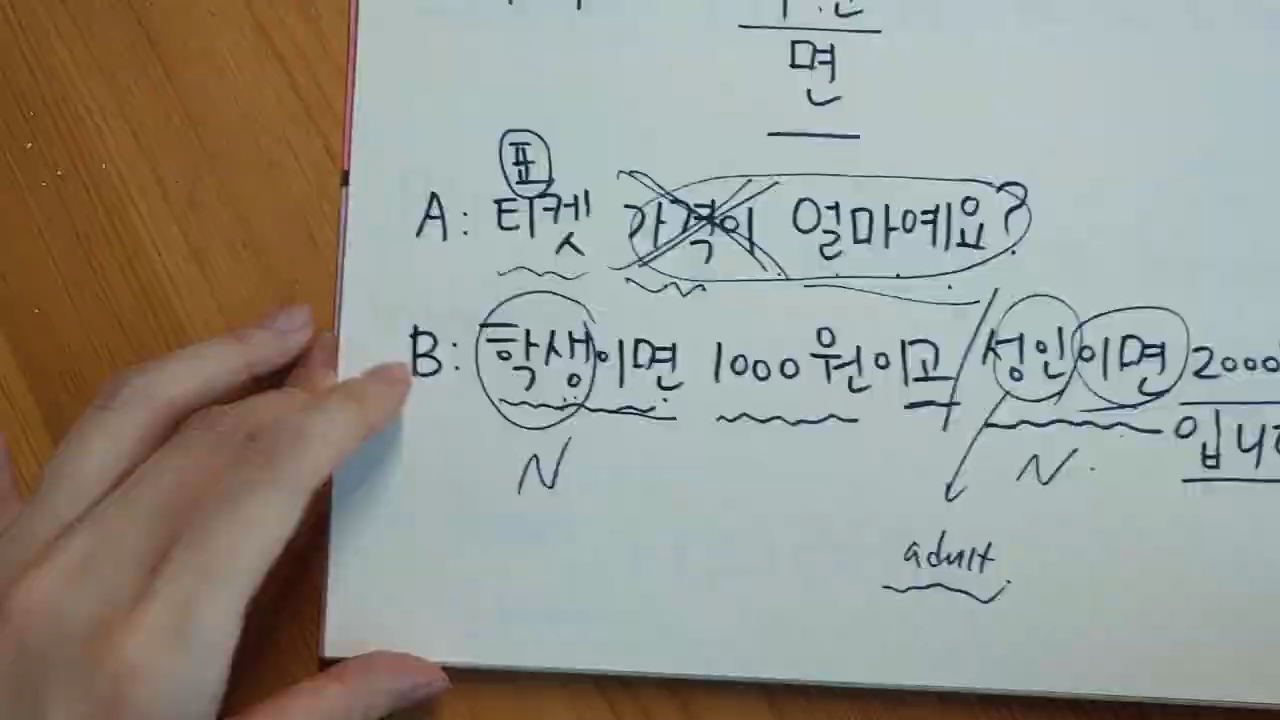 면
표
A: 티켓 가격이 얼마예요?
B: 학생이면 1000원이고 / 성인이면 2000
입니
N N.
adult